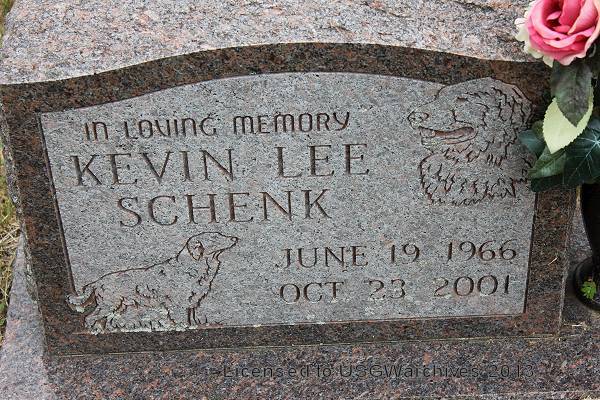 IN LOVING MEMORY
KEVIN LEE
SCHENK
JUNE 19 1966
OCT 23 2001
Licensed to USGWarchives 2013